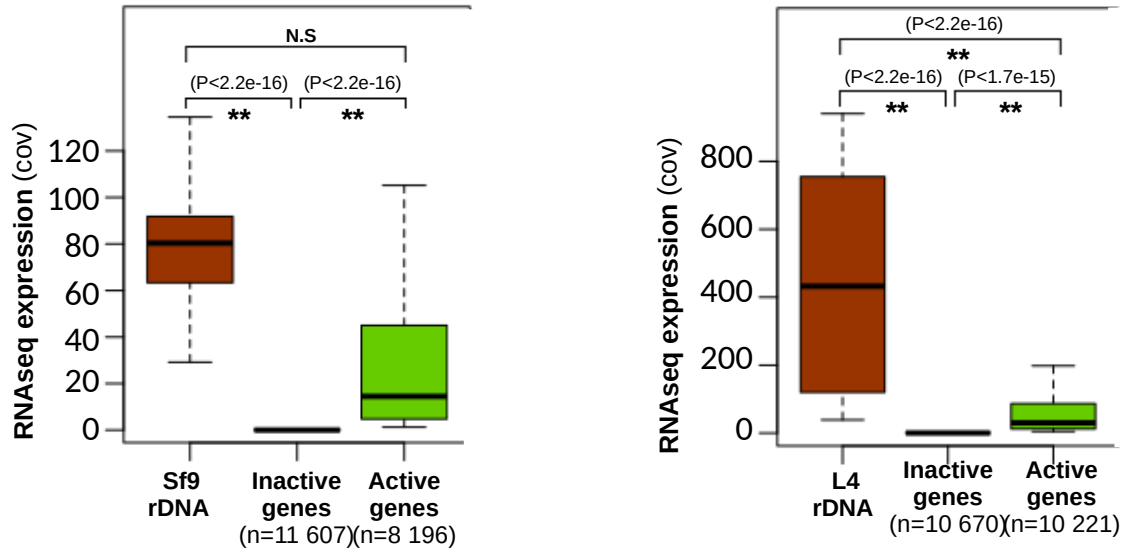 N.S
(P<2.2e-16)
(P<2.2e-16)
**
**
RNAseq expression (cov)
120
100
80
60
40
20
0
Sf9
rDNA
Inactive
genes
(n=11 607)
Active
genes
(n=8 196)
(P<2.2e-16)
**
(P<2.2e-16)
(P<1.7e-15)
**
**
RNAseq expression (cov)
800
600
400
200
0
L4
rDNA
Inactive
genes
(n=10 670)
Active
genes
(n=10 221)